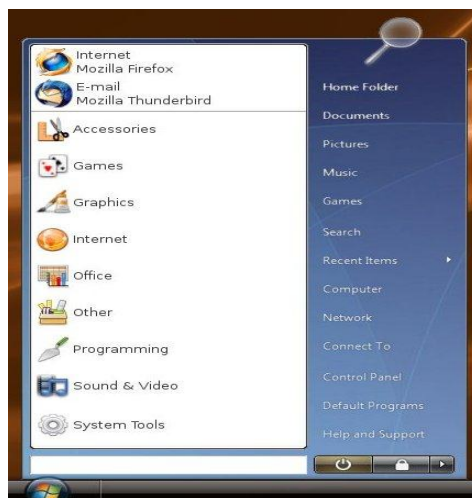 Internet
Mozilla Firefox
E-mail
Mozilla Thunderbird
Accessories
Games
Graphics
Internet
Office
Other
Programming
Sound & Video
System Tools
Home Folder
Documents
Pictures
Music
Games
Search
Recent Items
Computer
Network
Connect To
Control Panel
Default Programs
Help and Support